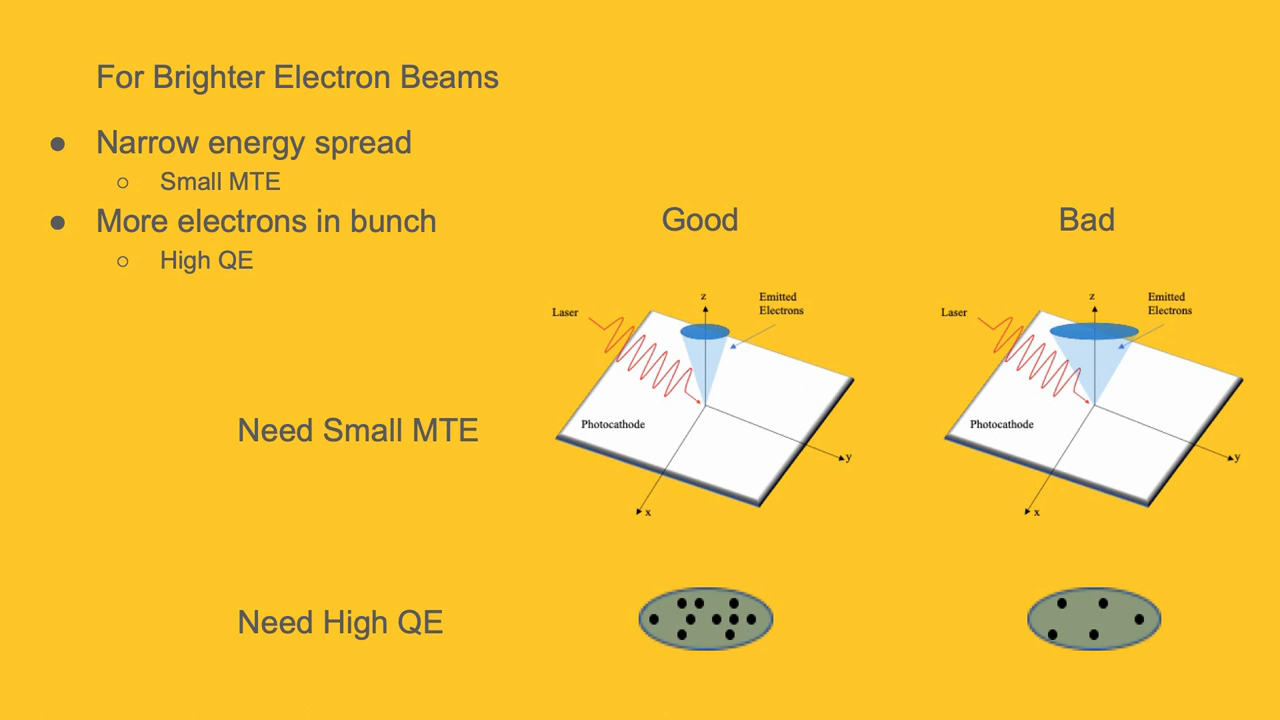 For Brighter Electron Beams
● Narrow energy spread
○ Small MTE
● More electrons in bunch
○ High QE
Good
Bad
Laser
z
Emitted
Electrons
Photocathode
y
x
Laser
z
Emitted
Electrons
Photocathode
y
x
Need Small MTE
Need High QE